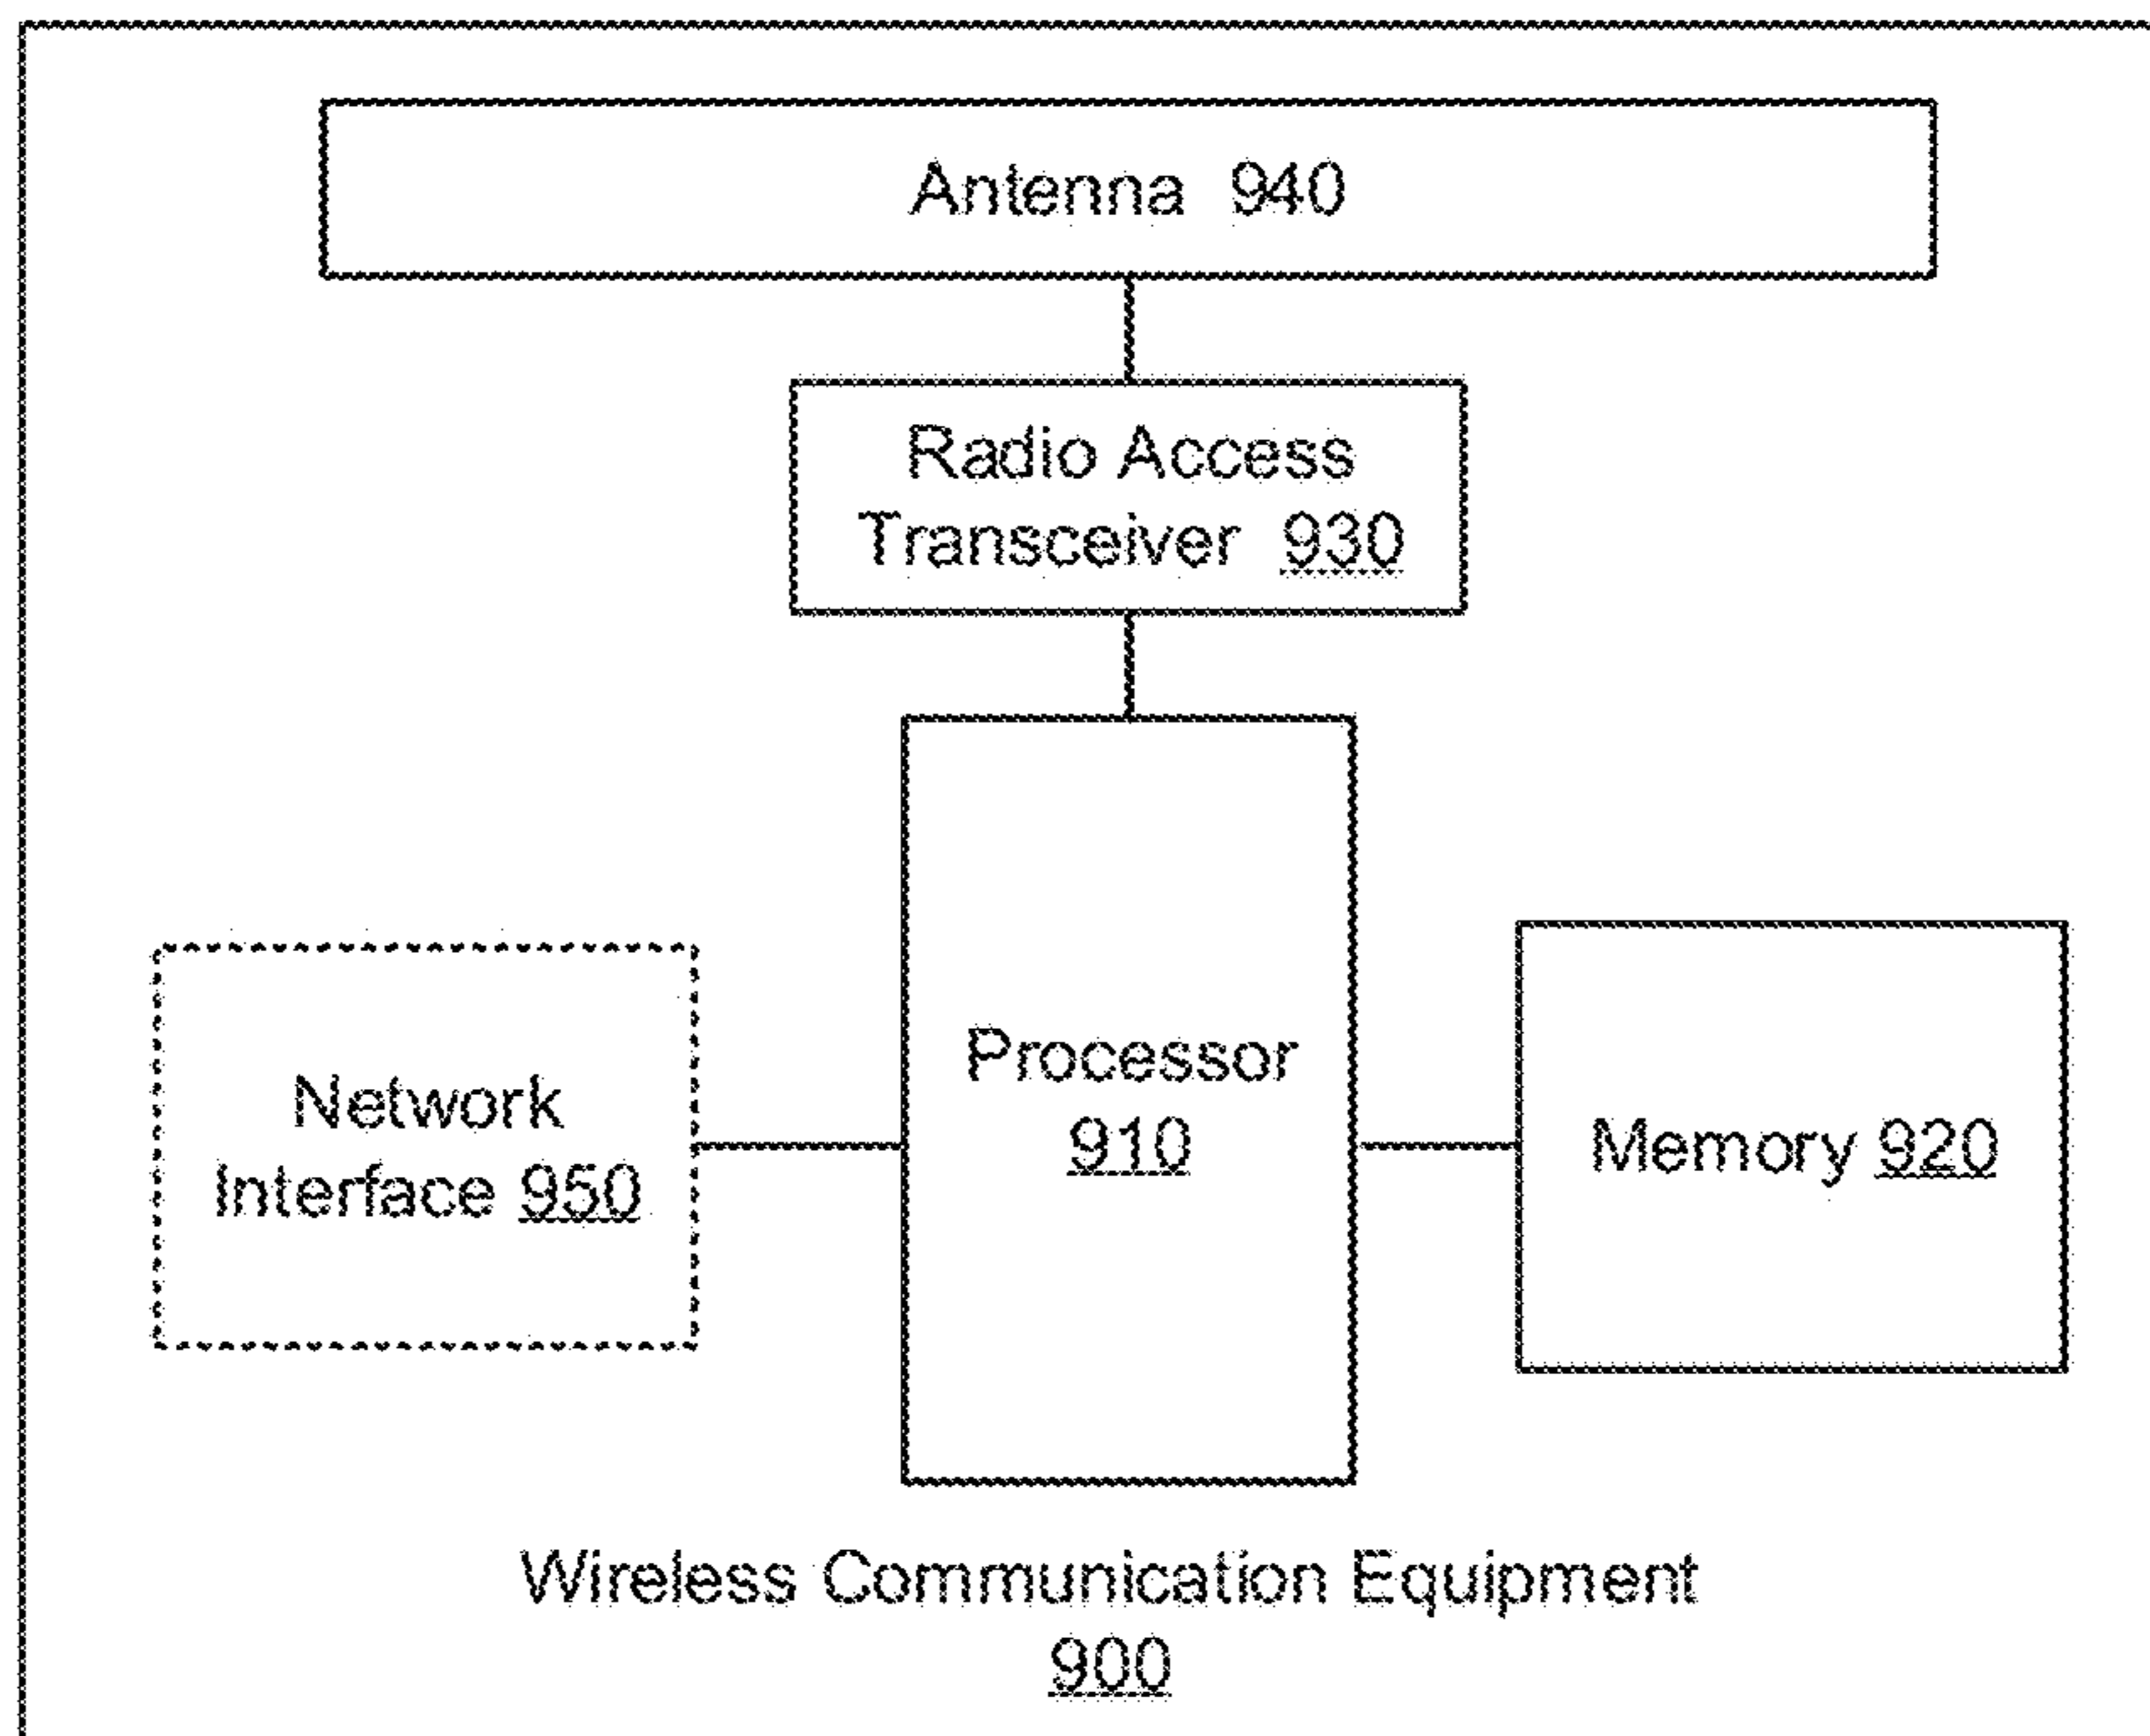 Antenna 940
Radio Access
Transceiver 930
Processor
910
Network
Interface 950
Memory 920
Wireless Communication Equipment
900